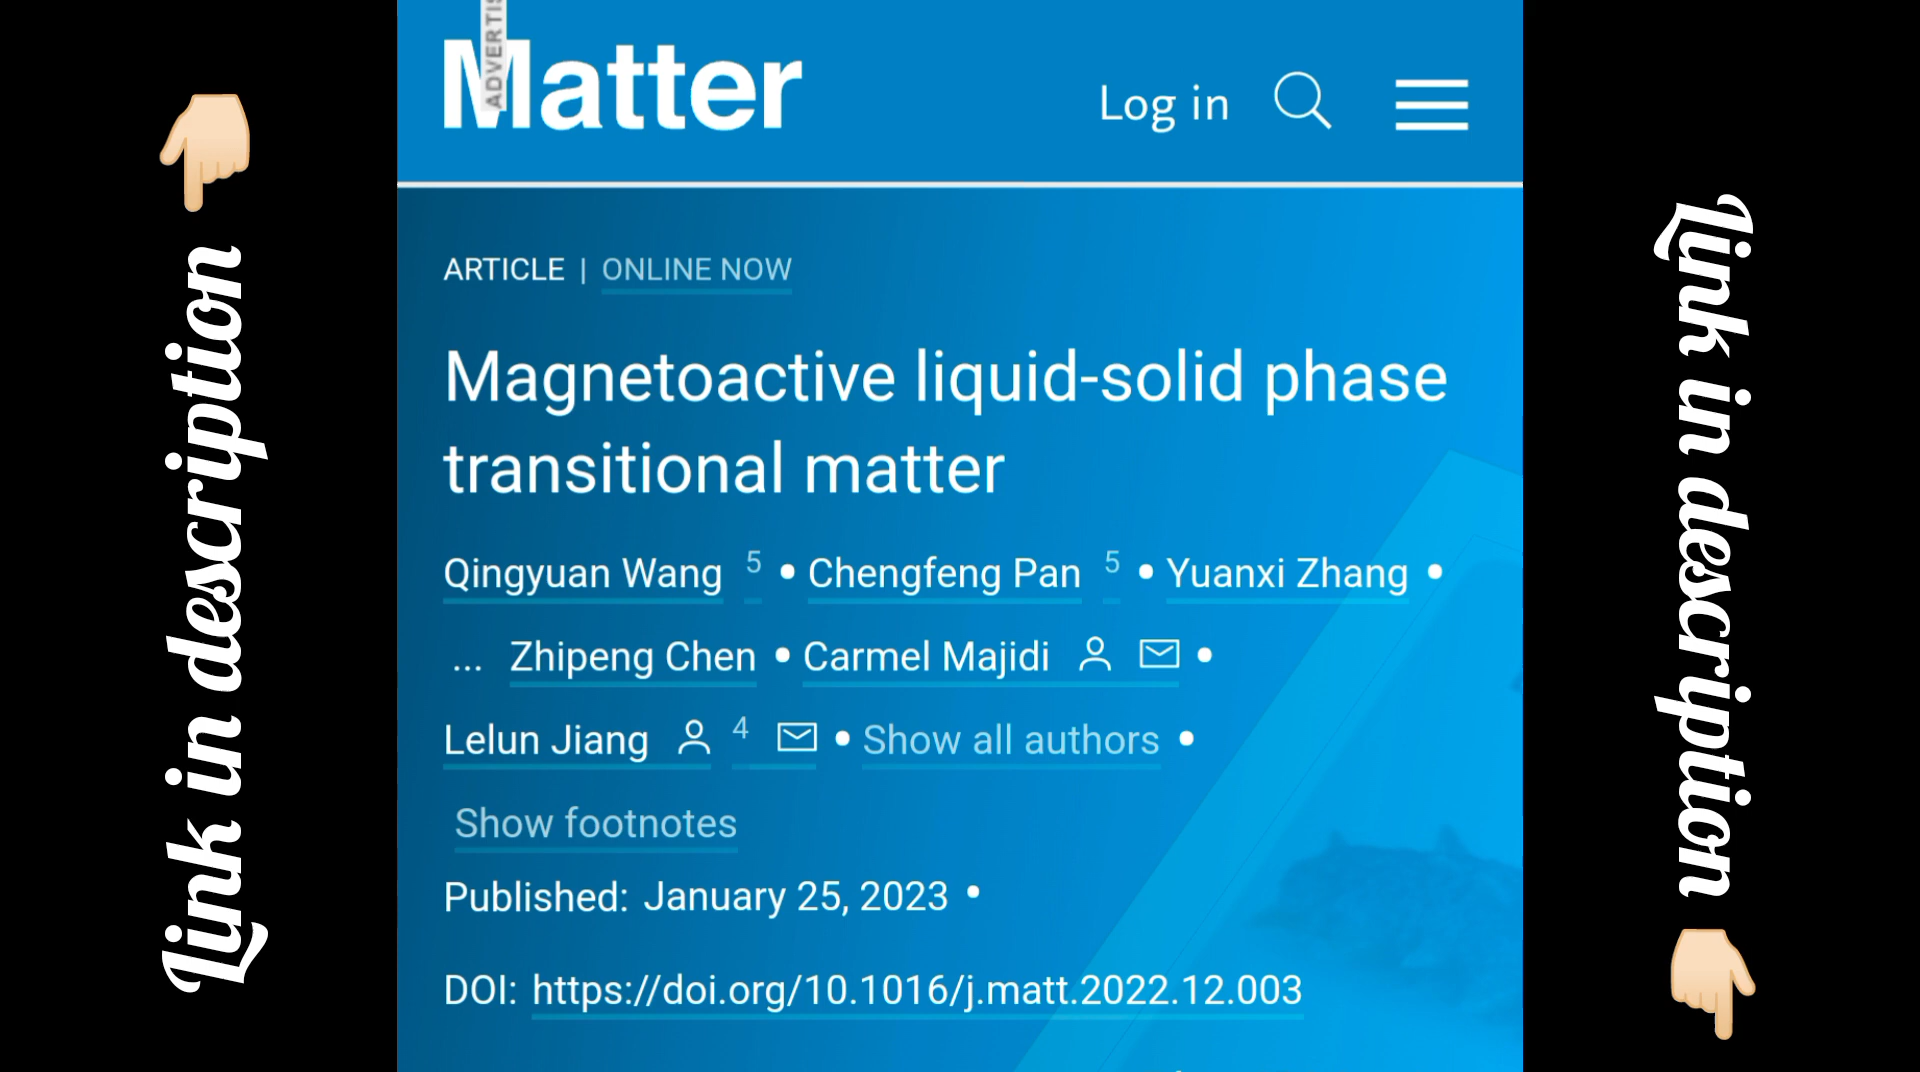 Link in description
ADVERTIS
Matter
Log in
ARTICLE | ONLINE NOW
Magnetoactive liquid-solid phase
transitional matter
Qingyuan Wang 5 • Chengfeng Pan 5 • Yuanxi Zhang •
... Zhipeng Chen • Carmel Majidi •
Lelun Jiang 4 • Show all authors •
Show footnotes
Published: January 25, 2023 •
DOI: https://doi.org/10.1016/j.matt.2022.12.003
Link in description